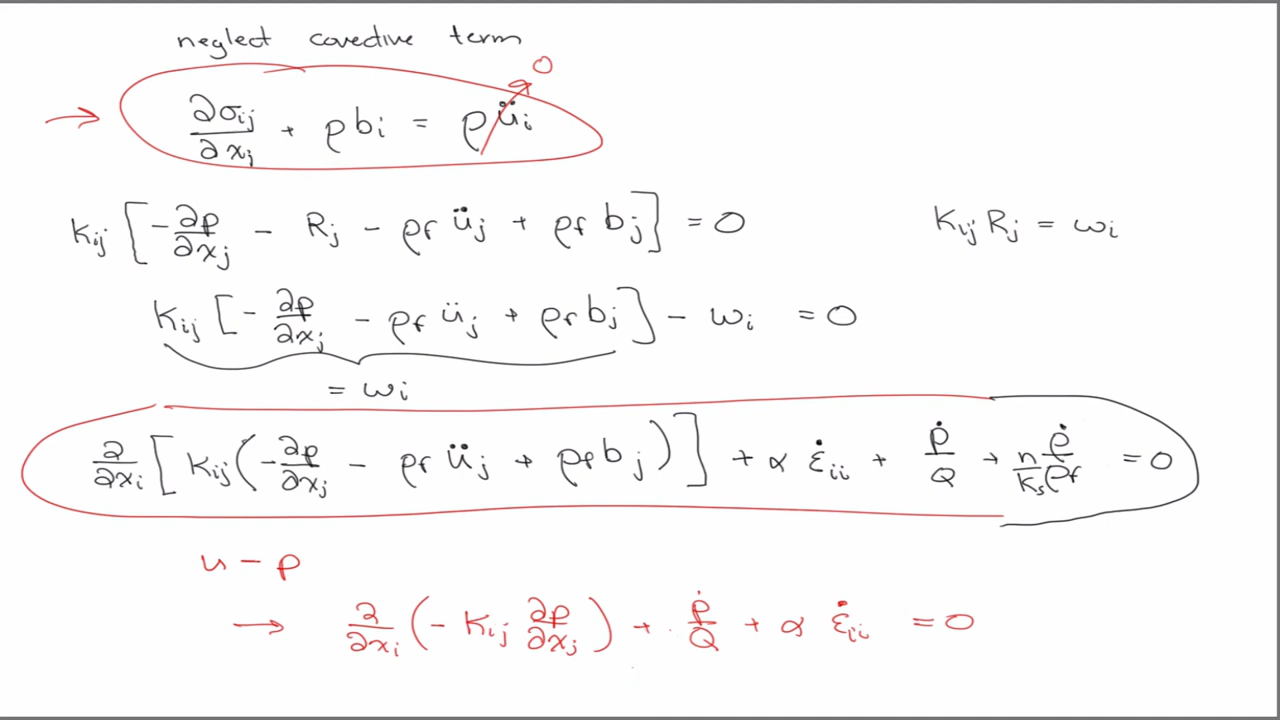 neglect covective term
∂σij/∂xj + ρbi = ρüi → 0
→
kij [-∂p/∂xj - Rj - ρf üj + ρf bj] = 0    Kij Rj = wi
Kij [-∂p/∂xj - ρf üj + ρf bj] - wi = 0
= wi
∂/∂xi [Kij(-∂p/∂xj - ρf üj + ρf bj)] + α ε̇ii + ṗ/Q + n/Ks ρ̇/ρf = 0
u - p
→ ∂/∂xi (-Kij ∂p/∂xj) + ṗ/Q + α ε̇ii = 0